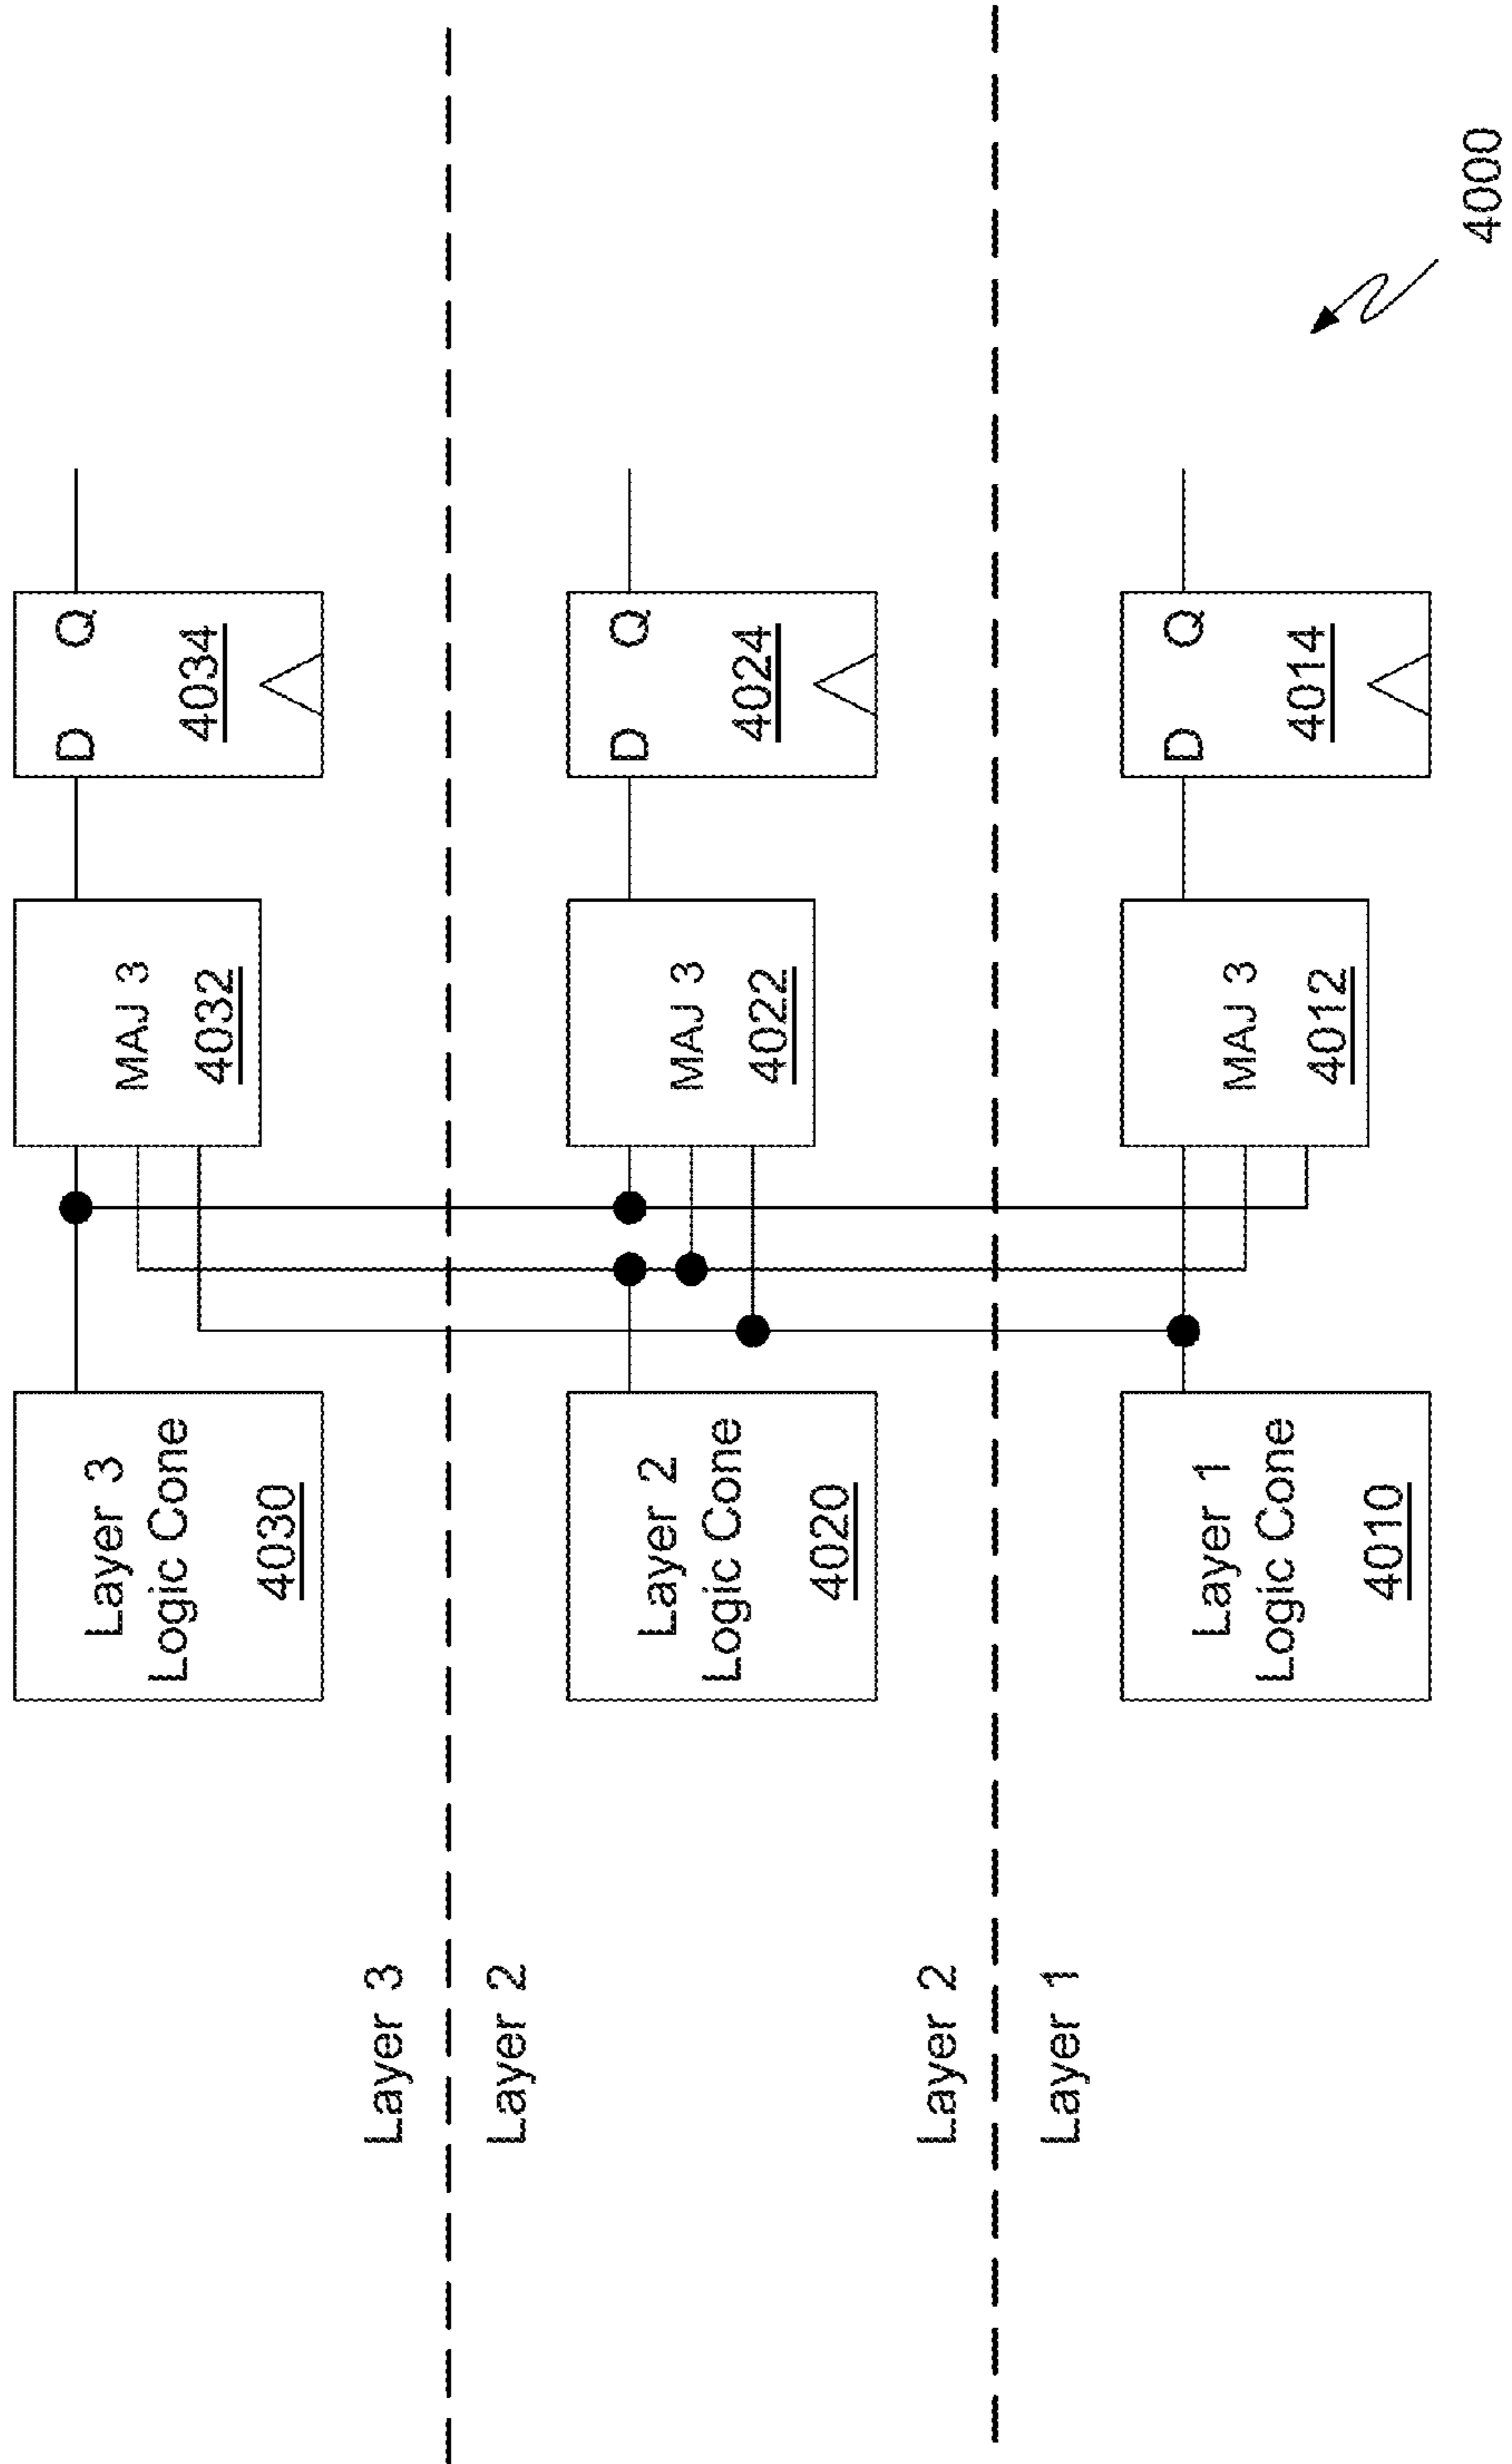 Layer 3
Logic Cone
4030
MAJ 3
4032
D Q
4034
Layer 3
Layer 2
Layer 2
Logic Cone
4020
MAJ 3
4022
D Q
4024
Layer 2
Layer 1
Layer 1
Logic Cone
4010
MAJ 3
4012
D Q
4014
4000